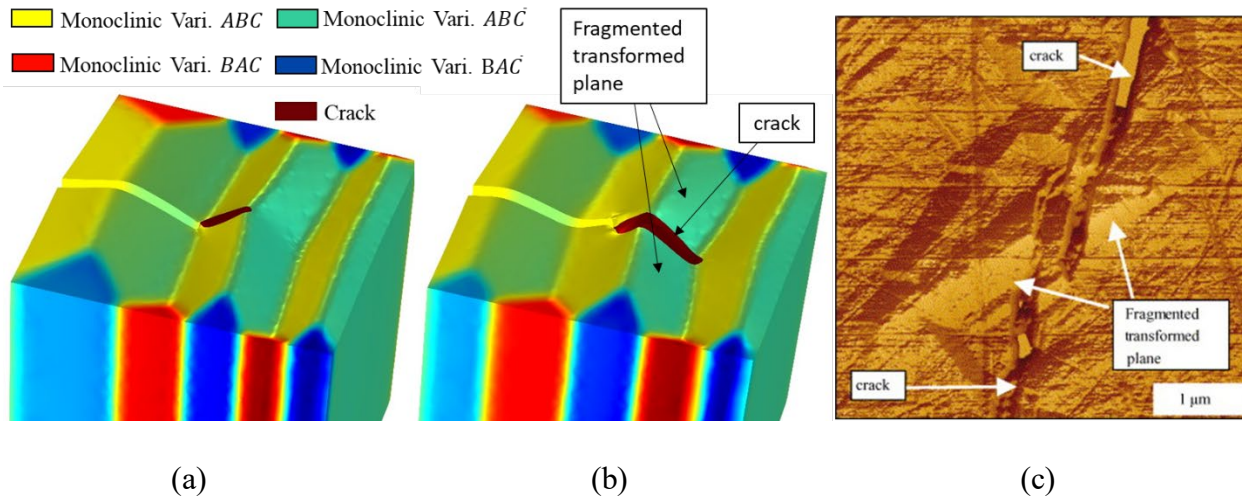 Monoclinic Vari. ABC
Monoclinic Vari. ABC̄
Monoclinic Vari. BAC
Monoclinic Vari. BAC̄
Crack
Fragmented
transformed
plane
crack
crack
Fragmented
transformed
plane
crack
1 μm
(a)
(b)
(c)